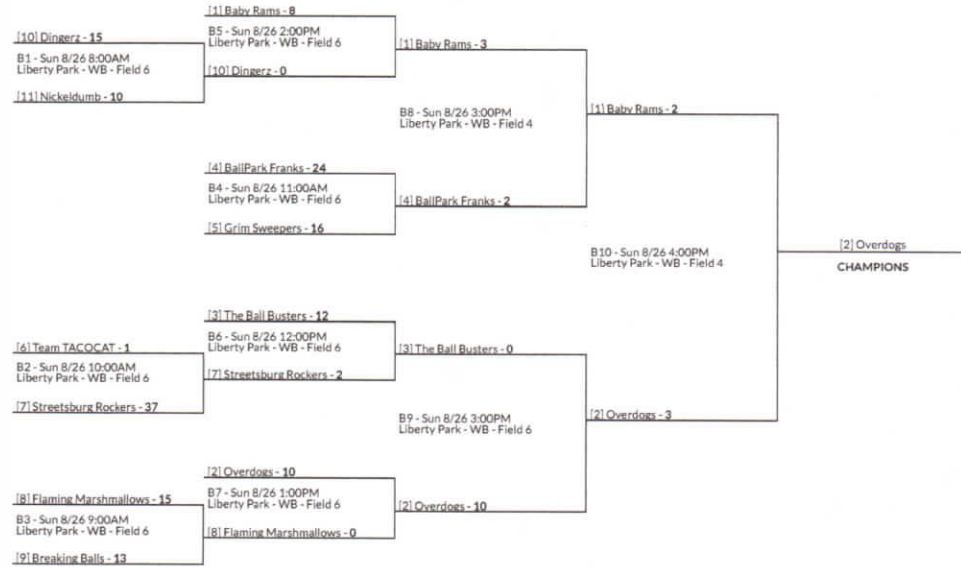 [1] Baby Rams - 8
[10] Dingerz - 15
B5 - Sun 8/26 2:00PM
Liberty Park - WB - Field 6
[1] Baby Rams - 3
B1 - Sun 8/26 8:00AM
Liberty Park - WB - Field 6
[10] Dingerz - 0
[11] Nickeldumb - 10
B8 - Sun 8/26 3:00PM
Liberty Park - WB - Field 4
[1] Baby Rams - 2
[4] BallPark Franks - 24
B4 - Sun 8/26 11:00AM
Liberty Park - WB - Field 6
[4] BallPark Franks - 2
[5] Grim Sweepers - 16
B10 - Sun 8/26 4:00PM
Liberty Park - WB - Field 4
[2] Overdogs
CHAMPIONS
[3] The Ball Busters - 12
[6] Team TACOCAT - 1
B6 - Sun 8/26 12:00PM
Liberty Park - WB - Field 6
[3] The Ball Busters - 0
B2 - Sun 8/26 10:00AM
Liberty Park - WB - Field 6
[7] Streetsburg Rockers - 2
[7] Streetsburg Rockers - 37
B9 - Sun 8/26 3:00PM
Liberty Park - WB - Field 6
[2] Overdogs - 3
[2] Overdogs - 10
[8] Flaming Marshmallows - 15
B7 - Sun 8/26 1:00PM
Liberty Park - WB - Field 6
[2] Overdogs - 10
B3 - Sun 8/26 9:00AM
Liberty Park - WB - Field 6
[8] Flaming Marshmallows - 0
[9] Breaking Balls - 13